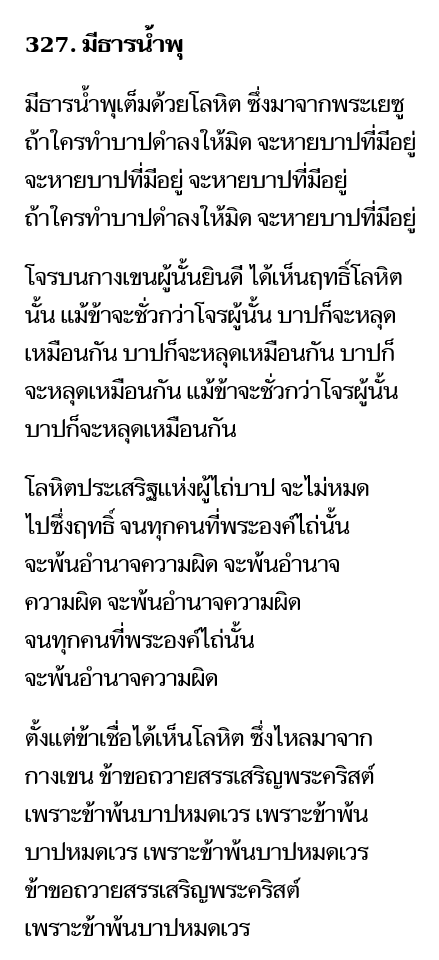 327. มีธารน้ำพุ
มีธารน้ำพุเต็มด้วยโลหิต ซึ่งมาจากพระเยซู
ถ้าใครทำบาปดำลงให้มิด จะหายบาปที่มีอยู่
จะหายบาปที่มีอยู่ จะหายบาปที่มีอยู่
ถ้าใครทำบาปดำลงให้มิด จะหายบาปที่มีอยู่
โจรบนกางเขนผู้นั้นยินดี ได้เห็นฤทธิ์โลหิต
นั้น แม้ข้าจะชั่วกว่าโจรผู้นั้น บาปก็จะหลุด
เหมือนกัน บาปก็จะหลุดเหมือนกัน บาปก็
จะหลุดเหมือนกัน แม้ข้าจะชั่วกว่าโจรผู้นั้น
บาปก็จะหลุดเหมือนกัน
โลหิตประเสริฐแห่งผู้ไถ่บาป จะไม่หมด
ไปซึ่งฤทธิ์ จนทุกคนที่พระองค์ไถ่นั้น
จะพ้นอำนาจความผิด จะพ้นอำนาจ
ความผิด จะพ้นอำนาจความผิด
จนทุกคนที่พระองค์ไถ่นั้น
จะพ้นอำนาจความผิด
ตั้งแต่ข้าเชื่อได้เห็นโลหิต ซึ่งไหลมาจาก
กางเขน ข้าขอถวายสรรเสริญพระคริสต์
เพราะข้าพ้นบาปหมดเวร เพราะข้าพ้น
บาปหมดเวร เพราะข้าพ้นบาปหมดเวร
ข้าขอถวายสรรเสริญพระคริสต์
เพราะข้าพ้นบาปหมดเวร